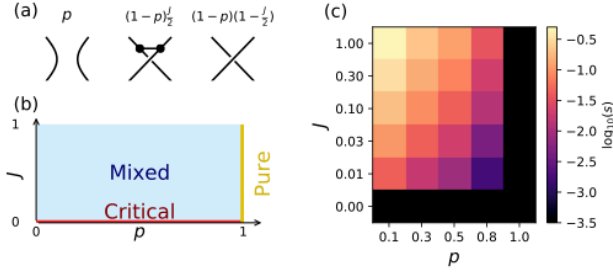 (a)
p
(1−p)J/2
(1−p)(1−J/2)
(b)
1
J
0
Mixed
Critical
Pure
0
p
1
(c)
1.00
0.30
0.10
0.03
0.01
0.00
J
0.1 0.3 0.5 0.8 1.0
p
−0.5
−1.0
−1.5
−2.0
−2.5
−3.0
−3.5
log10(s)